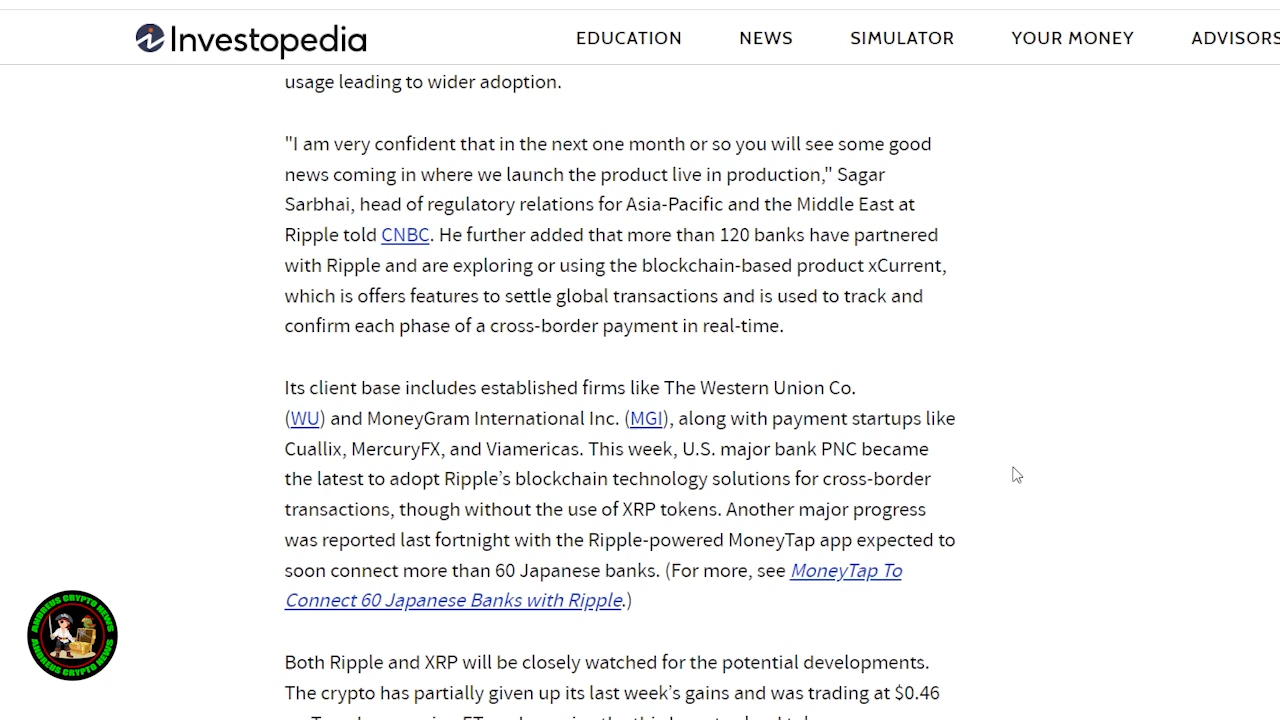 Investopedia
EDUCATION NEWS SIMULATOR YOUR MONEY ADVISORS
usage leading to wider adoption.
"I am very confident that in the next one month or so you will see some good
news coming in where we launch the product live in production," Sagar
Sarbhai, head of regulatory relations for Asia-Pacific and the Middle East at
Ripple told CNBC. He further added that more than 120 banks have partnered
with Ripple and are exploring or using the blockchain-based product xCurrent,
which is offers features to settle global transactions and is used to track and
confirm each phase of a cross-border payment in real-time.
Its client base includes established firms like The Western Union Co.
(WU) and MoneyGram International Inc. (MGI), along with payment startups like
Cuallix, MercuryFX, and Viamericas. This week, U.S. major bank PNC became
the latest to adopt Ripple’s blockchain technology solutions for cross-border
transactions, though without the use of XRP tokens. Another major progress
was reported last fortnight with the Ripple-powered MoneyTap app expected to
soon connect more than 60 Japanese banks. (For more, see MoneyTap To
Connect 60 Japanese Banks with Ripple.)
ANDREUS CRYPTO NEWS
ANDREUS CRYPTO NEWS
Both Ripple and XRP will be closely watched for the potential developments.
The crypto has partially given up its last week’s gains and was trading at $0.46